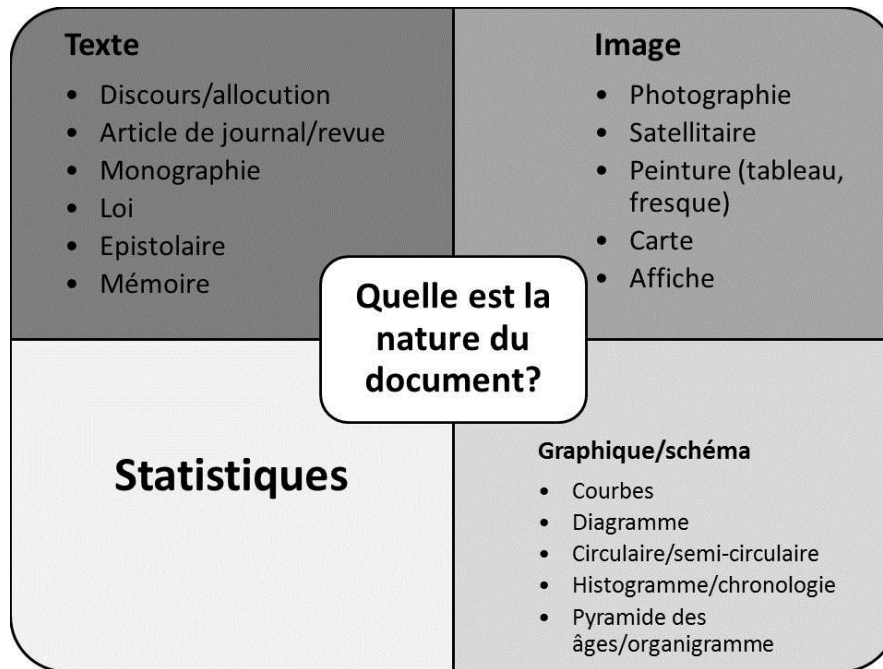 Texte
• Discours/allocution
• Article de journal/revue
• Monographie
• Loi
• Epistolaire
• Mémoire
Image
• Photographie
• Satellitaire
• Peinture (tableau,
fresque)
• Carte
• Affiche
Quelle est la
nature du
document?
Statistiques
Graphique/schéma
• Courbes
• Diagramme
• Circulaire/semi-circulaire
• Histogramme/chronologie
• Pyramide des
âges/organigramme